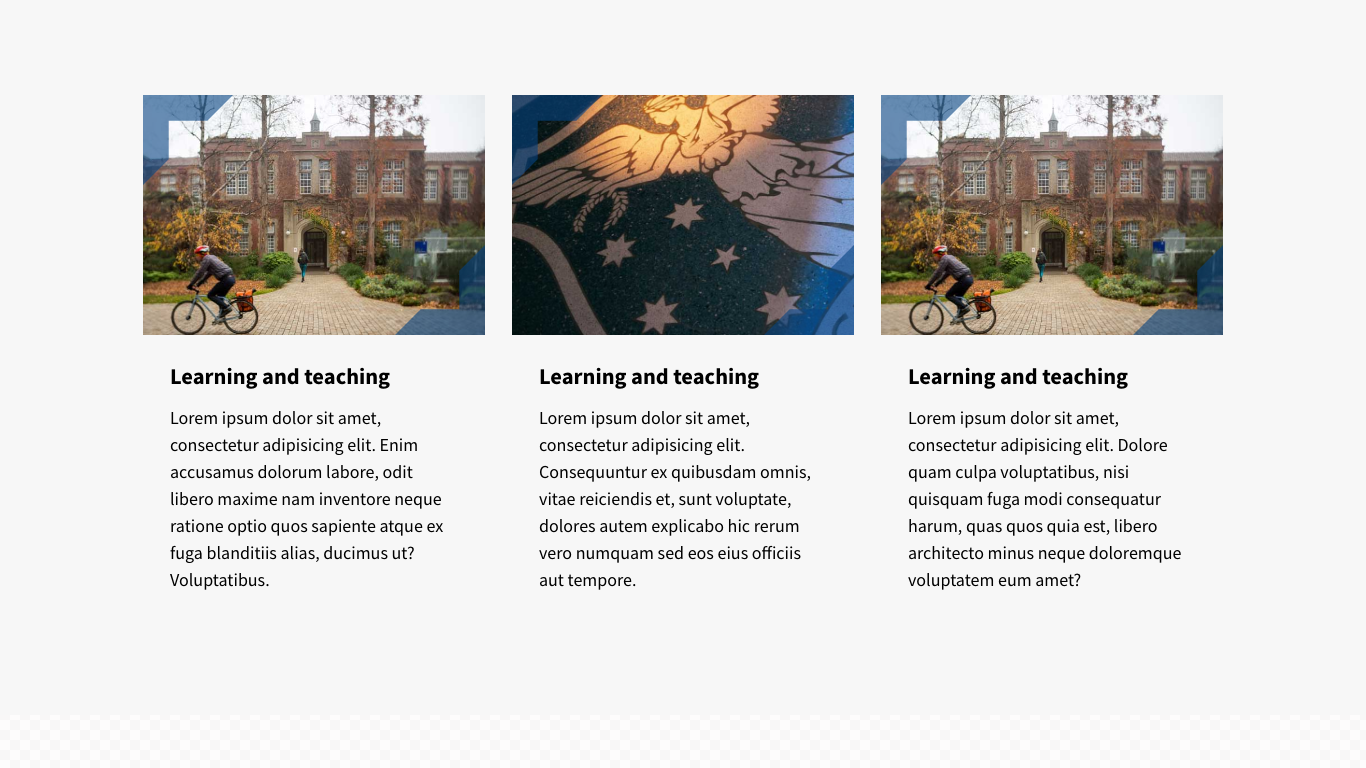 Learning and teaching
Lorem ipsum dolor sit amet,
consectetur adipisicing elit. Enim
accusamus dolorum labore, odit
libero maxime nam inventore neque
ratione optio quos sapiente atque ex
fuga blanditiis alias, ducimus ut?
Voluptatibus.
Learning and teaching
Lorem ipsum dolor sit amet,
consectetur adipisicing elit.
Consequuntur ex quibusdam omnis,
vitae reiciendis et, sunt voluptate,
dolores autem explicabo hic rerum
vero numquam sed eos eius officiis
aut tempore.
Learning and teaching
Lorem ipsum dolor sit amet,
consectetur adipisicing elit. Dolore
quam culpa voluptatibus, nisi
quisquam fuga modi consequatur
harum, quas quos quia est, libero
architecto minus neque doloremque
voluptatem eum amet?